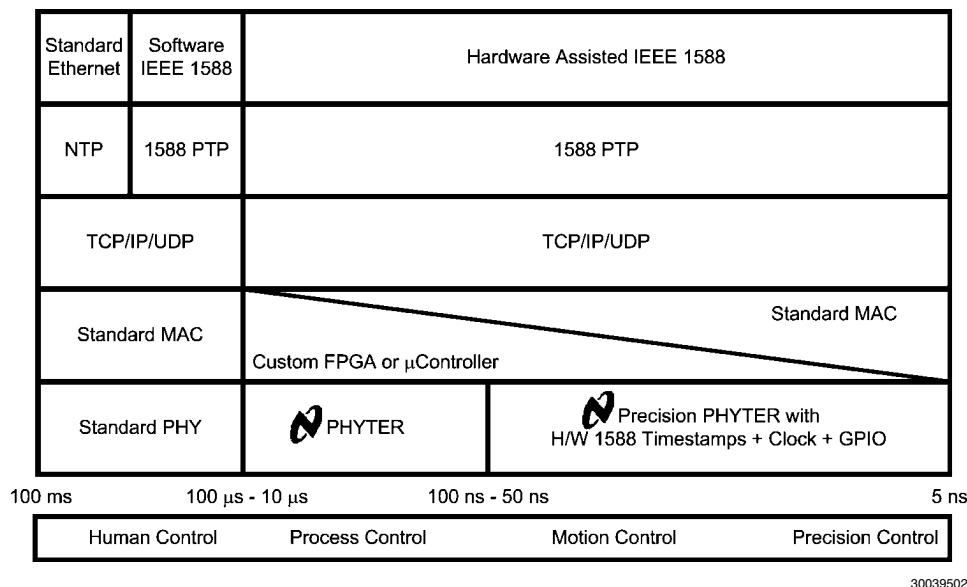 Standard
Ethernet
Software
IEEE 1588
Hardware Assisted IEEE 1588
NTP
1588 PTP
1588 PTP
TCP/IP/UDP
TCP/IP/UDP
Standard MAC
Standard MAC
Custom FPGA or μController
Standard PHY
PHYTER
Precision PHYTER with
H/W 1588 Timestamps + Clock + GPIO
100 ms
100 μs - 10 μs
100 ns - 50 ns
5 ns
Human Control
Process Control
Motion Control
Precision Control
30039502